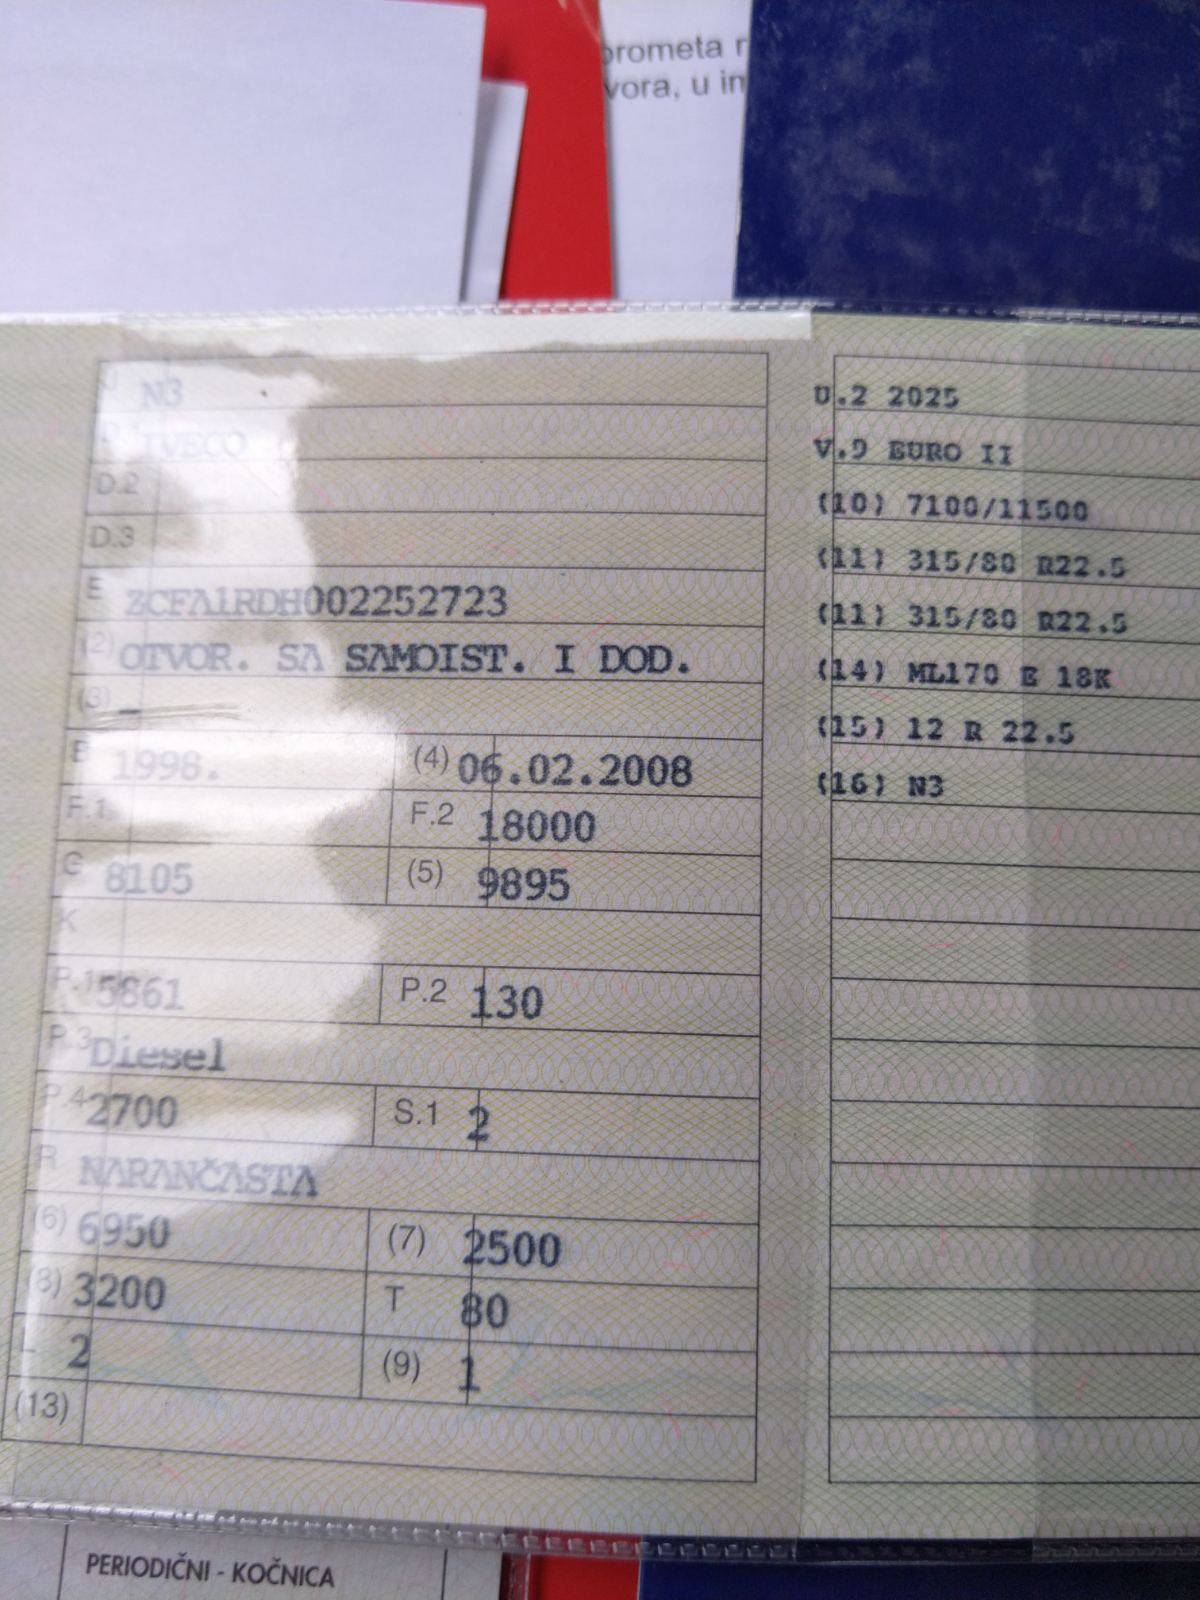 prometa
vora, u
J N3
IVECO
D.2
D.3
E ZCFA1RDH002252723
(2) OTVOR. SA SAMOIST. I DOD.
(3) -
B 1998. (4) 06.02.2008
F.1 F.2 18000
G 8105 (5) 9895
K
P.1 5861 P.2 130
P.3 Diesel
P.4 2700 S.1 2
R NARANČASTA
(6) 6950 (7) 2500
(8) 3200 T 80
2 (9) 1
(13)
U.2 2025
V.9 EURO II
(10) 7100/11500
(11) 315/80 R22.5
(11) 315/80 R22.5
(14) ML170 E 18K
(15) 12 R 22.5
(16) N3
PERIODIČNI - KOČNICA